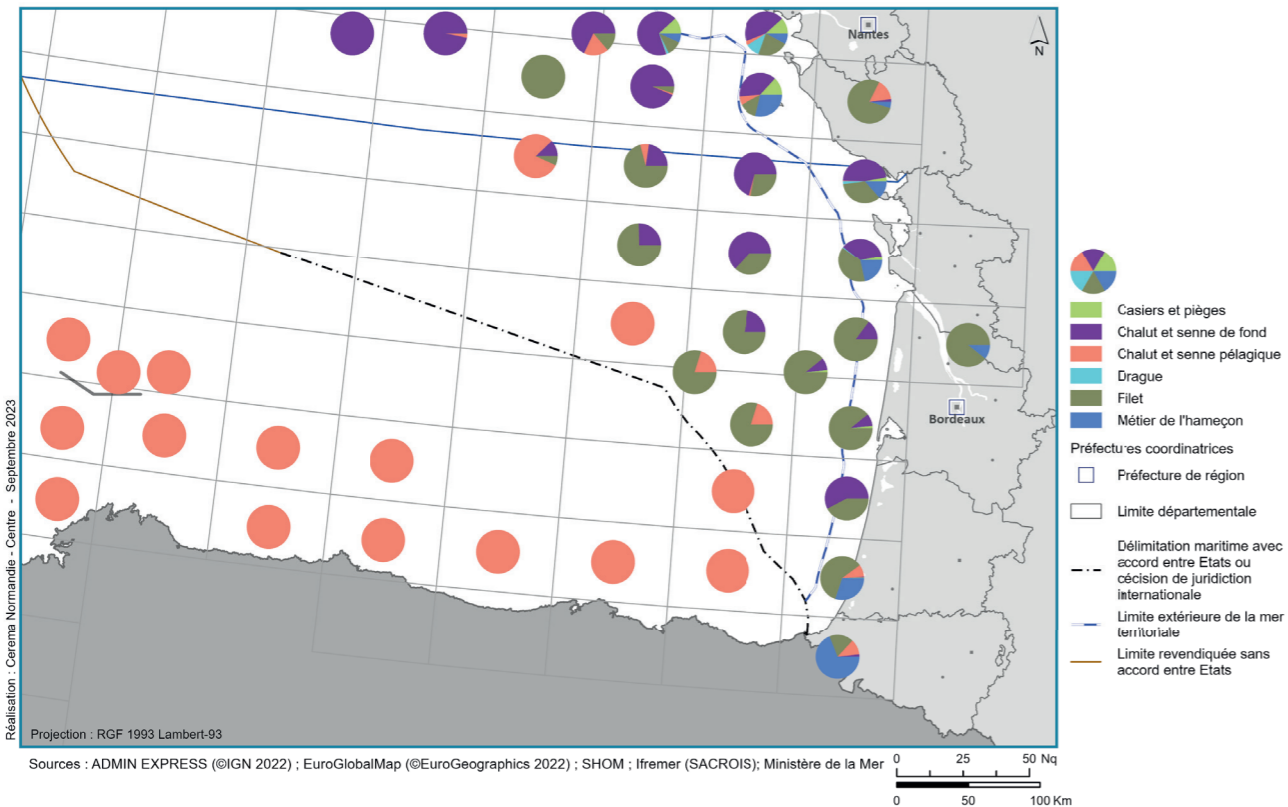 N
Nantes
Bordeaux
Casiers et pièges
Chalut et senne de fond
Chalut et senne pélagique
Drague
Filet
Métier de l'hameçon
Préfectures coordinatrices
Préfecture de région
Limite départementale
Délimitation maritime avec
accord entre Etats ou
cécision de juridiction
internationale
Limite extérieure de la mer
territoriale
Limite revendiquée sans
accord entre Etats
Réalisation : Cerema Normandie - Centre - Septembre 2023
Projection : RGF 1993 Lambert-93
Sources : ADMIN EXPRESS (©IGN 2022) ; EuroGlobalMap (©EuroGeographics 2022) ; SHOM ; Ifremer (SACROIS); Ministère de la Mer
0 25 50 Nq
0 50 100 Km